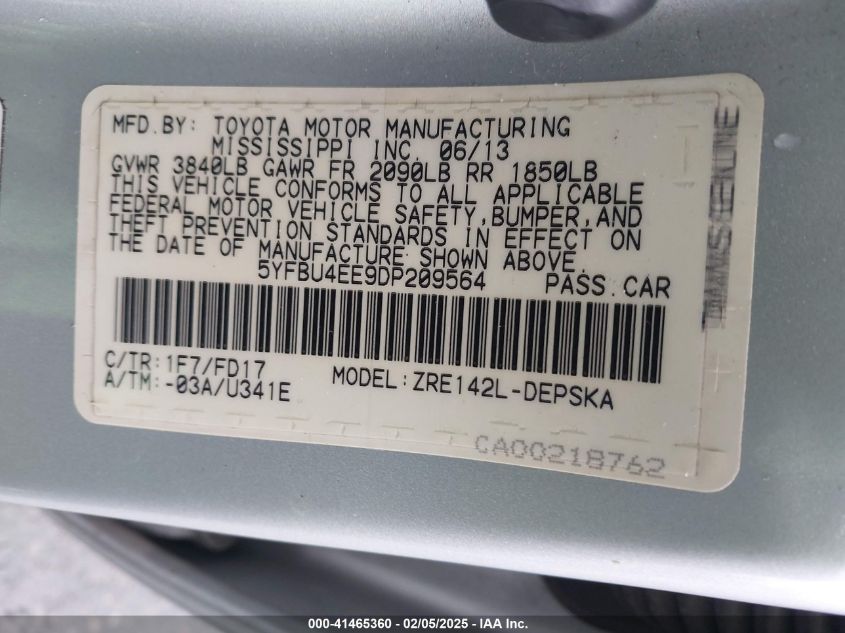 MFD.BY: TOYOTA MOTOR MANUFACTURING
MISSISSIPPI INC. 06/13
GVWR 3840LB GAWR FR 2090LB RR 1850LB
THIS VEHICLE CONFORMS TO ALL APPLICABLE
FEDERAL MOTOR VEHICLE SAFETY,BUMPER,AND
THEFT PREVENTION STANDARDS IN EFFECT ON
THE DATE OF MANUFACTURE SHOWN ABOVE.
5YFBU4EE9DP209564 PASS.CAR
C/TR:1F7/FD17
A/TM:-03A/U341E MODEL:ZRE142L-DEPSKA
CA00218762
000-41465360 - 02/05/2025 - IAA Inc.